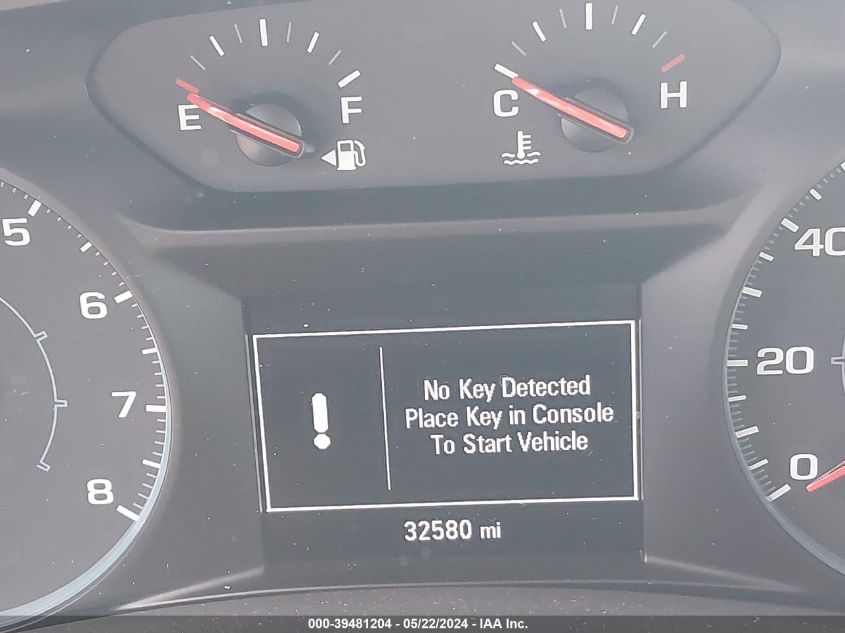 E
F
C
H
5
6
7
8
40
20
0
No Key Detected
Place Key in Console
To Start Vehicle
32580 mi
000-39481204 - 05/22/2024 - IAA Inc.